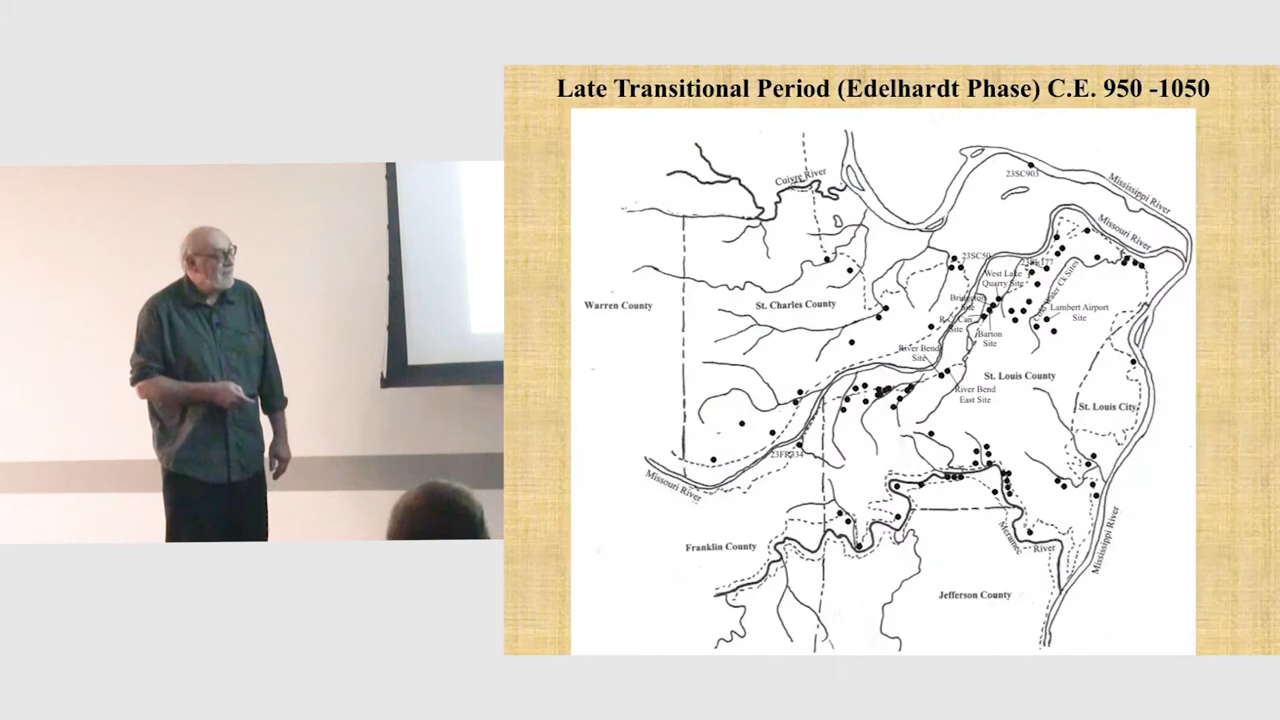 Late Transitional Period (Edelhardt Phase) C.E. 950 -1050
Cuivre River
23SC903
Mississippi River
Missouri River
23SC50
West Lake
Quarry Site
Lambert Airport
Site
Warren County
St. Charles County
Site
Site
Barton
Site
River Bend
Site
St. Louis County
River Bend
East Site
St. Louis City
Missouri River
Franklin County
Meramec
River
Mississippi River
Jefferson County